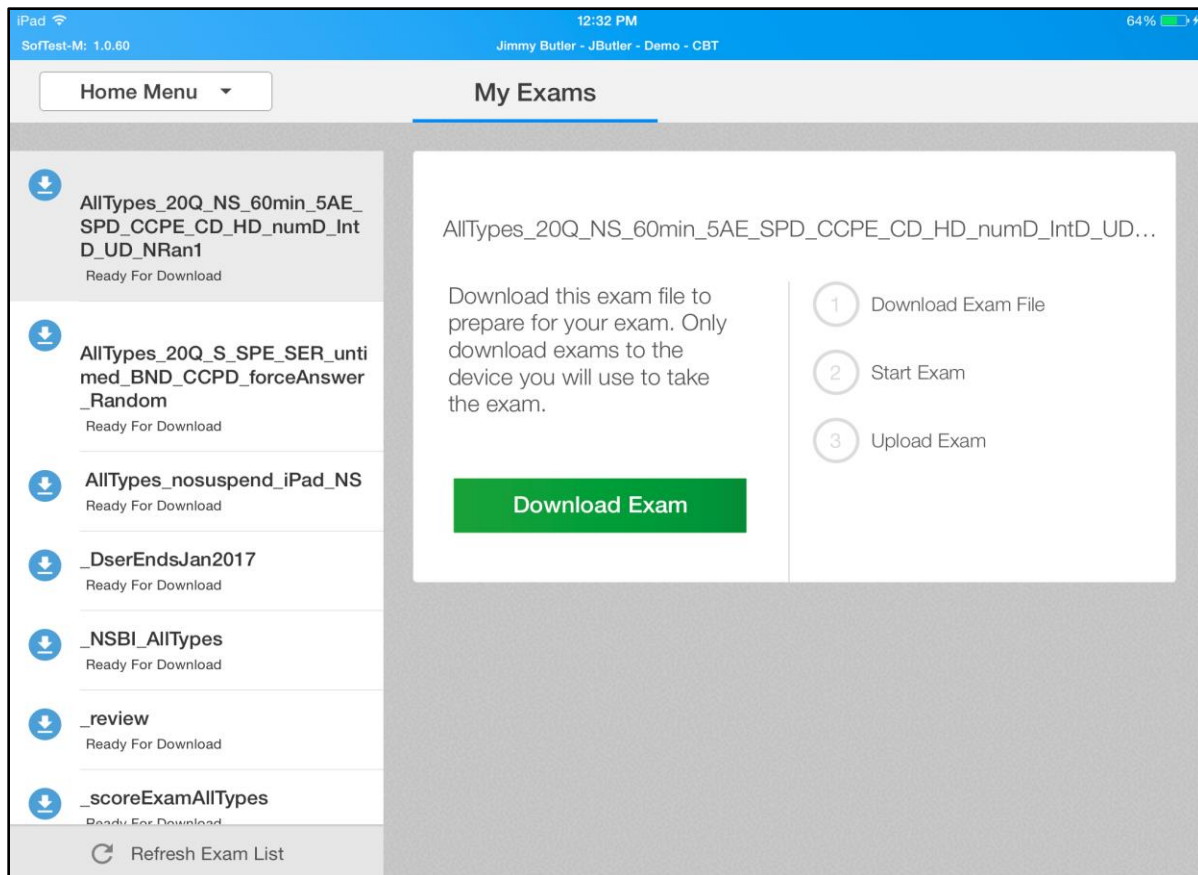 iPad 12:32 PM 64%
SofTest-M: 1.0.60 Jimmy Butler - JButler - Demo - CBT
Home Menu My Exams
AllTypes_20Q_NS_60min_5AE_
SPD_CCPE_CD_HD_numD_Int
D_UD_NRan1
Ready For Download
AllTypes_20Q_S_SPE_SER_unti
med_BND_CCPD_forceAnswer
_Random
Ready For Download
AllTypes_nosuspend_iPad_NS
Ready For Download
_DserEndsJan2017
Ready For Download
_NSBI_AllTypes
Ready For Download
_review
Ready For Download
_scoreExamAllTypes
Ready For Download
Refresh Exam List
AllTypes_20Q_NS_60min_5AE_SPD_CCPE_CD_HD_numD_IntD_UD...
Download this exam file to
prepare for your exam. Only
download exams to the
device you will use to take
the exam.
Download Exam
1 Download Exam File
2 Start Exam
3 Upload Exam